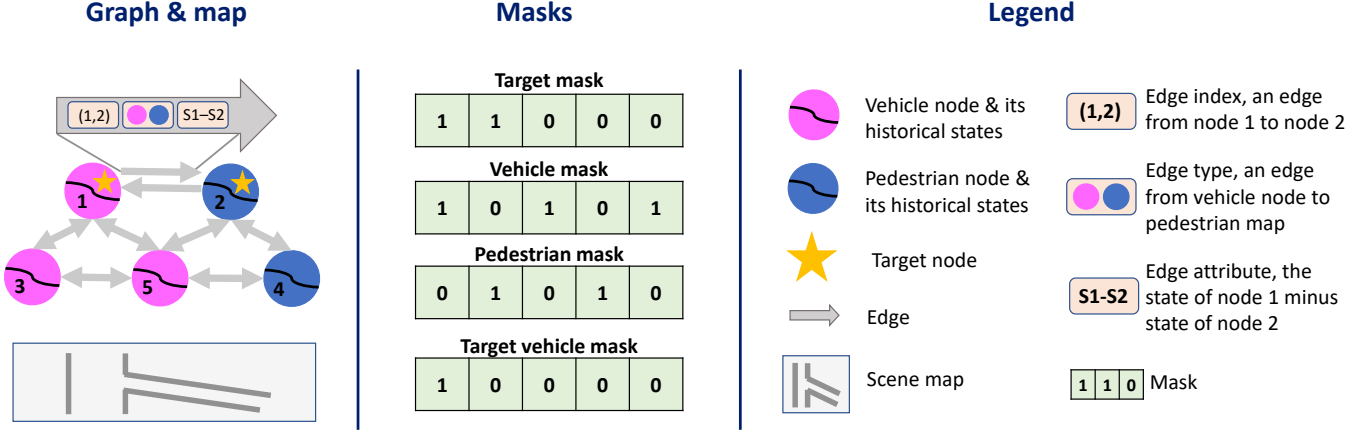 Graph & map
(1,2) S1–S2
1 2
3 5 4
Masks
Target mask
1 1 0 0 0
Vehicle mask
1 0 1 0 1
Pedestrian mask
0 1 0 1 0
Target vehicle mask
1 0 0 0 0
Legend
Vehicle node & its
historical states
Pedestrian node &
its historical states
Target node
Edge
Scene map
(1,2)
Edge index, an edge
from node 1 to node 2
Edge type, an edge
from vehicle node to
pedestrian map
S1-S2
Edge attribute, the
state of node 1 minus
state of node 2
1 1 0 Mask